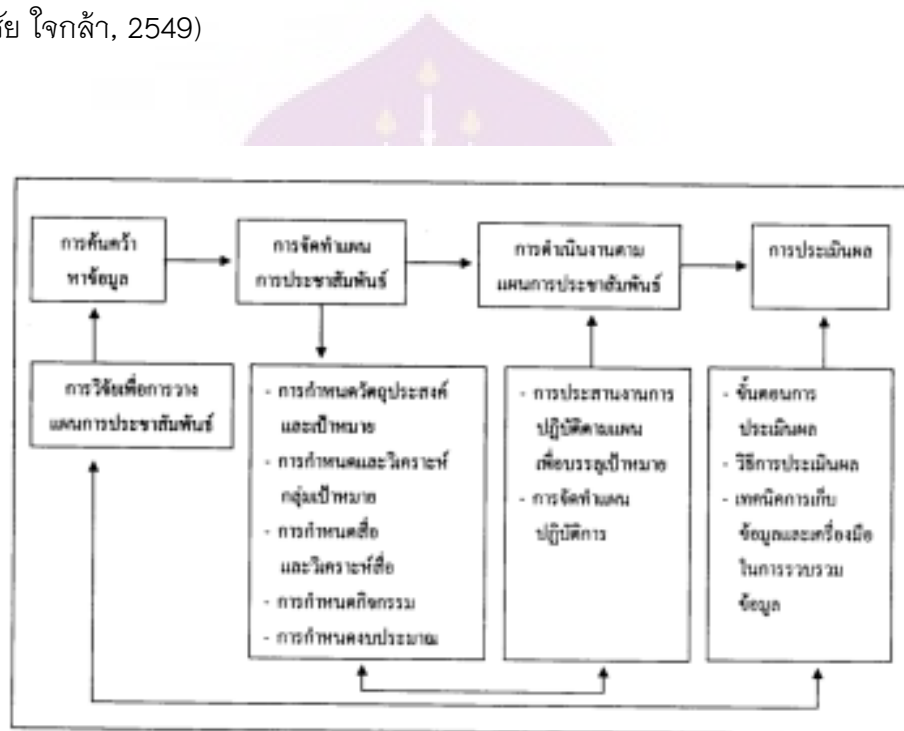 ใจกล้า, 2549)
การค้นคว้า
หาข้อมูล
การจัดทำแผน
การประชาสัมพันธ์
การดำเนินงานตาม
แผนการประชาสัมพันธ์
การประเมินผล
การวิจัยเพื่อการวาง
แผนการประชาสัมพันธ์
- การกำหนดวัตถุประสงค์
และเป้าหมาย
- การกำหนดและวิเคราะห์
กลุ่มเป้าหมาย
- การกำหนดสื่อ
และวิเคราะห์สื่อ
- การกำหนดกิจกรรม
- การกำหนดงบประมาณ
- การประสานงานการ
ปฏิบัติตามแผน
เพื่อบรรลุเป้าหมาย
- การจัดทำแผน
ปฏิบัติการ
- ขั้นตอนการ
ประเมินผล
- วิธีการประเมินผล
- เทคนิคการเก็บ
ข้อมูลและเครื่องมือ
ในการรวบรวม
ข้อมูล